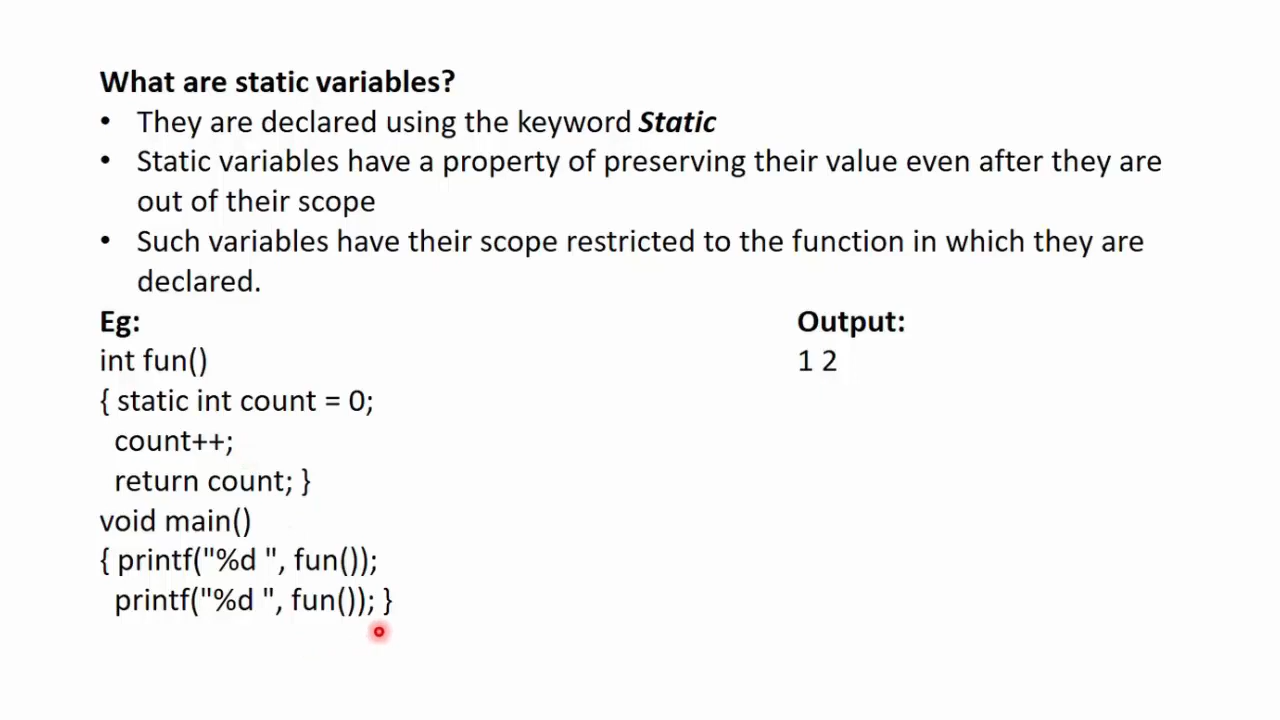 What are static variables?
• They are declared using the keyword Static
• Static variables have a property of preserving their value even after they are
out of their scope
• Such variables have their scope restricted to the function in which they are
declared.
Eg:
int fun()
{ static int count = 0;
count++;
return count; }
void main()
{ printf("%d ", fun());
printf("%d ", fun()); }
Output:
1 2